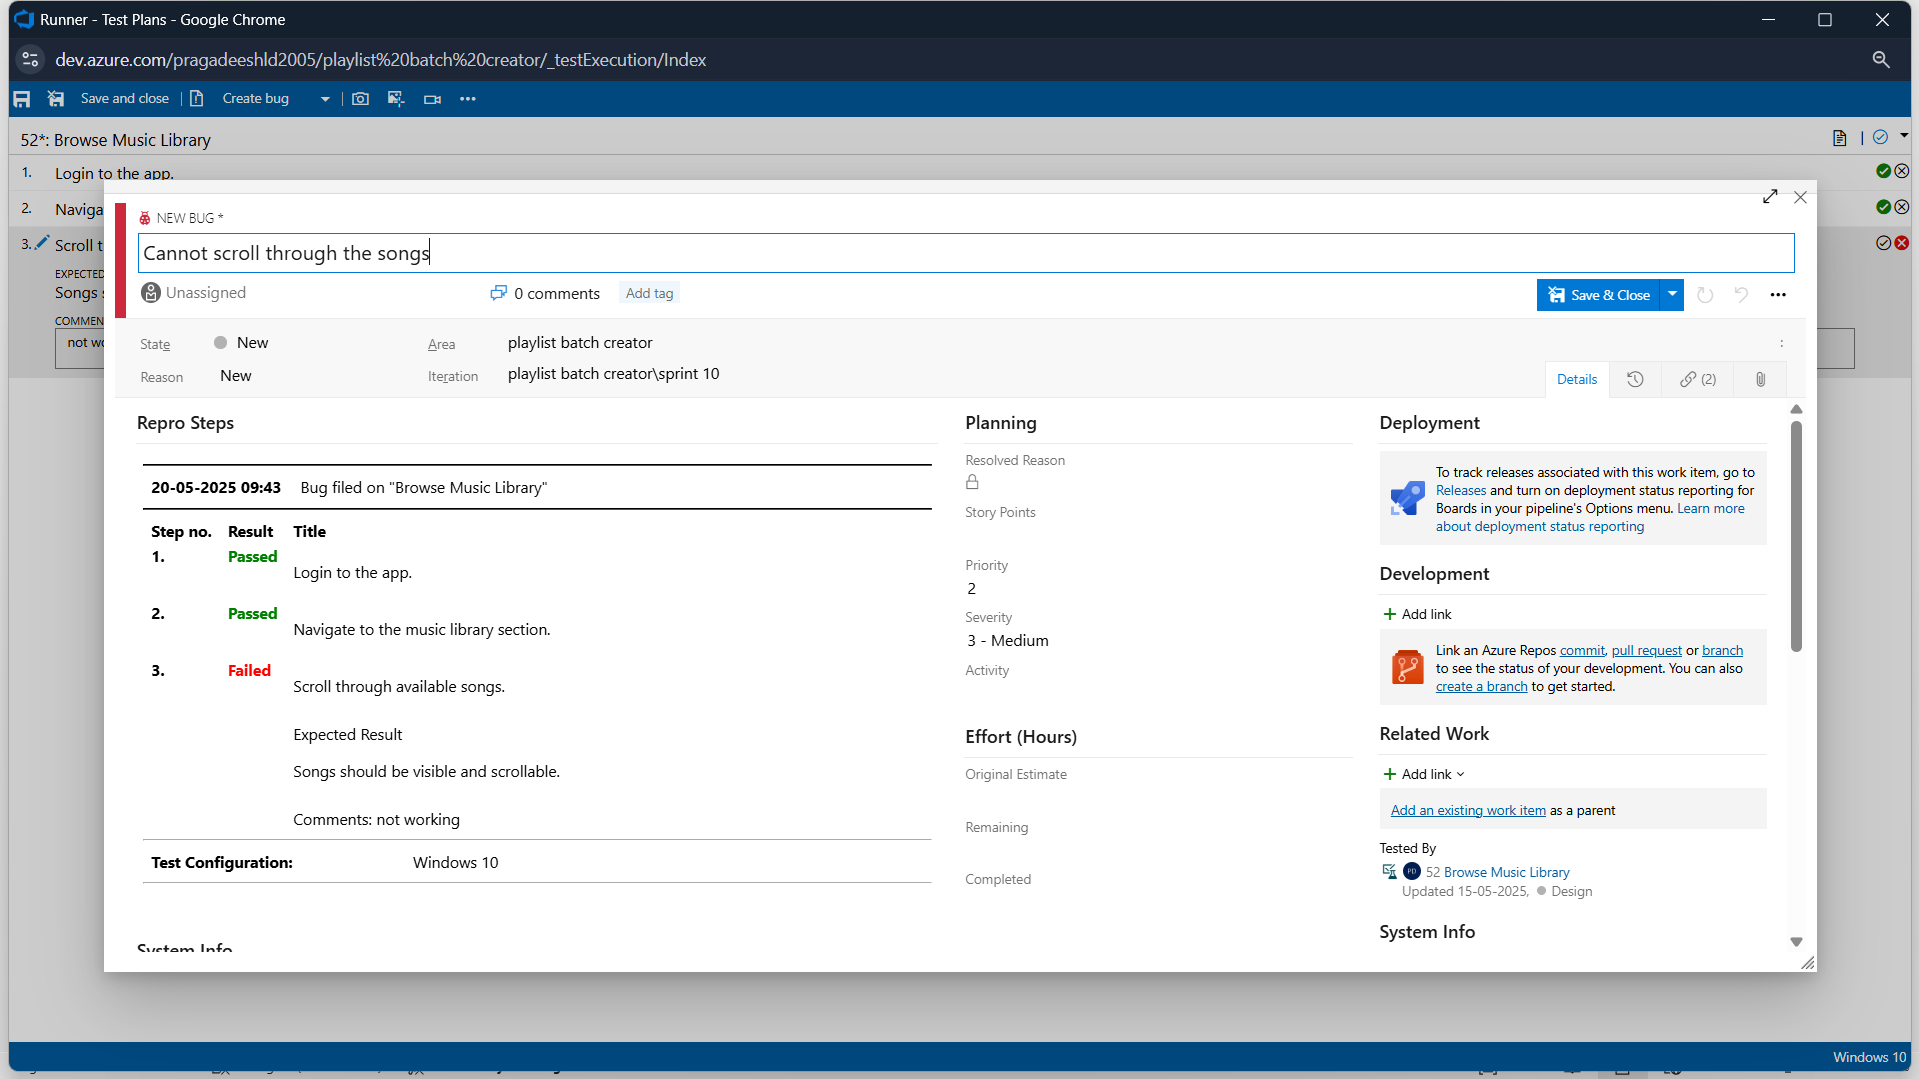 Runner - Test Plans - Google Chrome
dev.azure.com/pragadeeshld2005/playlist%20batch%20creator/_testExecution/Index
Save and close
Create bug
52*: Browse Music Library
1. Login to the app.
2. Naviga
3. Scroll t
EXPECTED
Songs s
COMMEN
not wo
NEW BUG *
Cannot scroll through the songs
Unassigned
0 comments
Add tag
Save & Close
State
New
Area
playlist batch creator
Reason
New
Iteration
playlist batch creator\sprint 10
Details
(2)
Repro Steps
20-05-2025 09:43 Bug filed on "Browse Music Library"
Step no. Result Title
1. Passed
Login to the app.
2. Passed
Navigate to the music library section.
3. Failed
Scroll through available songs.
Expected Result
Songs should be visible and scrollable.
Comments: not working
Test Configuration: Windows 10
System Info
Planning
Resolved Reason
Story Points
Priority
2
Severity
3 - Medium
Activity
Effort (Hours)
Original Estimate
Remaining
Completed
Deployment
To track releases associated with this work item, go to
Releases and turn on deployment status reporting for
Boards in your pipeline's Options menu. Learn more
about deployment status reporting
Development
Add link
Link an Azure Repos commit, pull request or branch
to see the status of your development. You can also
create a branch to get started.
Related Work
Add link
Add an existing work item as a parent
Tested By
PD 52 Browse Music Library
Updated 15-05-2025, Design
System Info
Windows 10